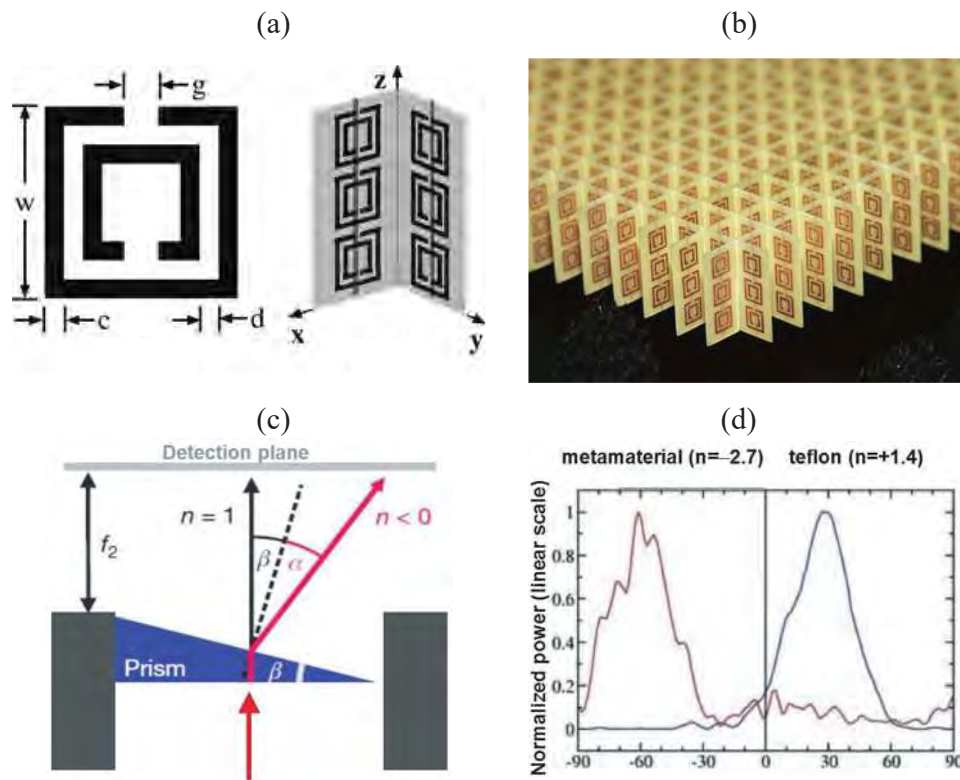 (a)
(b)
g
w
c
d
z
x
y
(c)
(d)
Detection plane
n = 1
n < 0
f2
β
α
Prism
β
metamaterial (n=−2.7)
teflon (n=+1.4)
Normalized power (linear scale)
1
0.8
0.6
0.4
0.2
0
-90
-60
-30
0
30
60
90